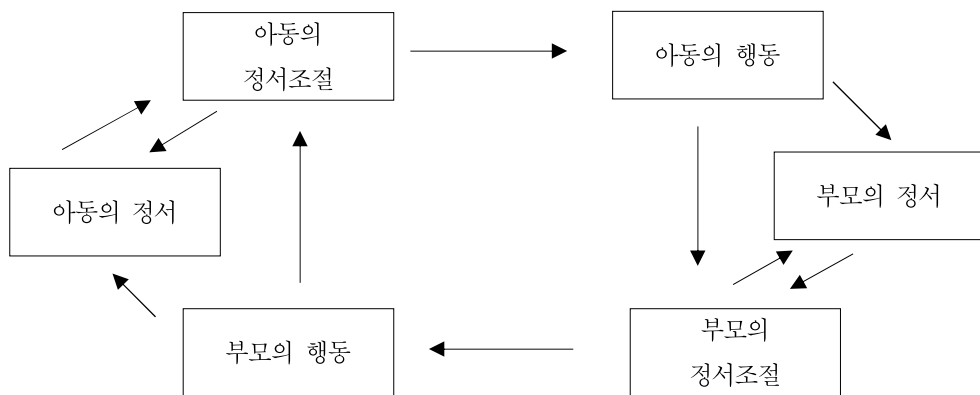 아동의
정서조절
아동의 행동
아동의 정서
부모의 정서
부모의 행동
부모의
정서조절